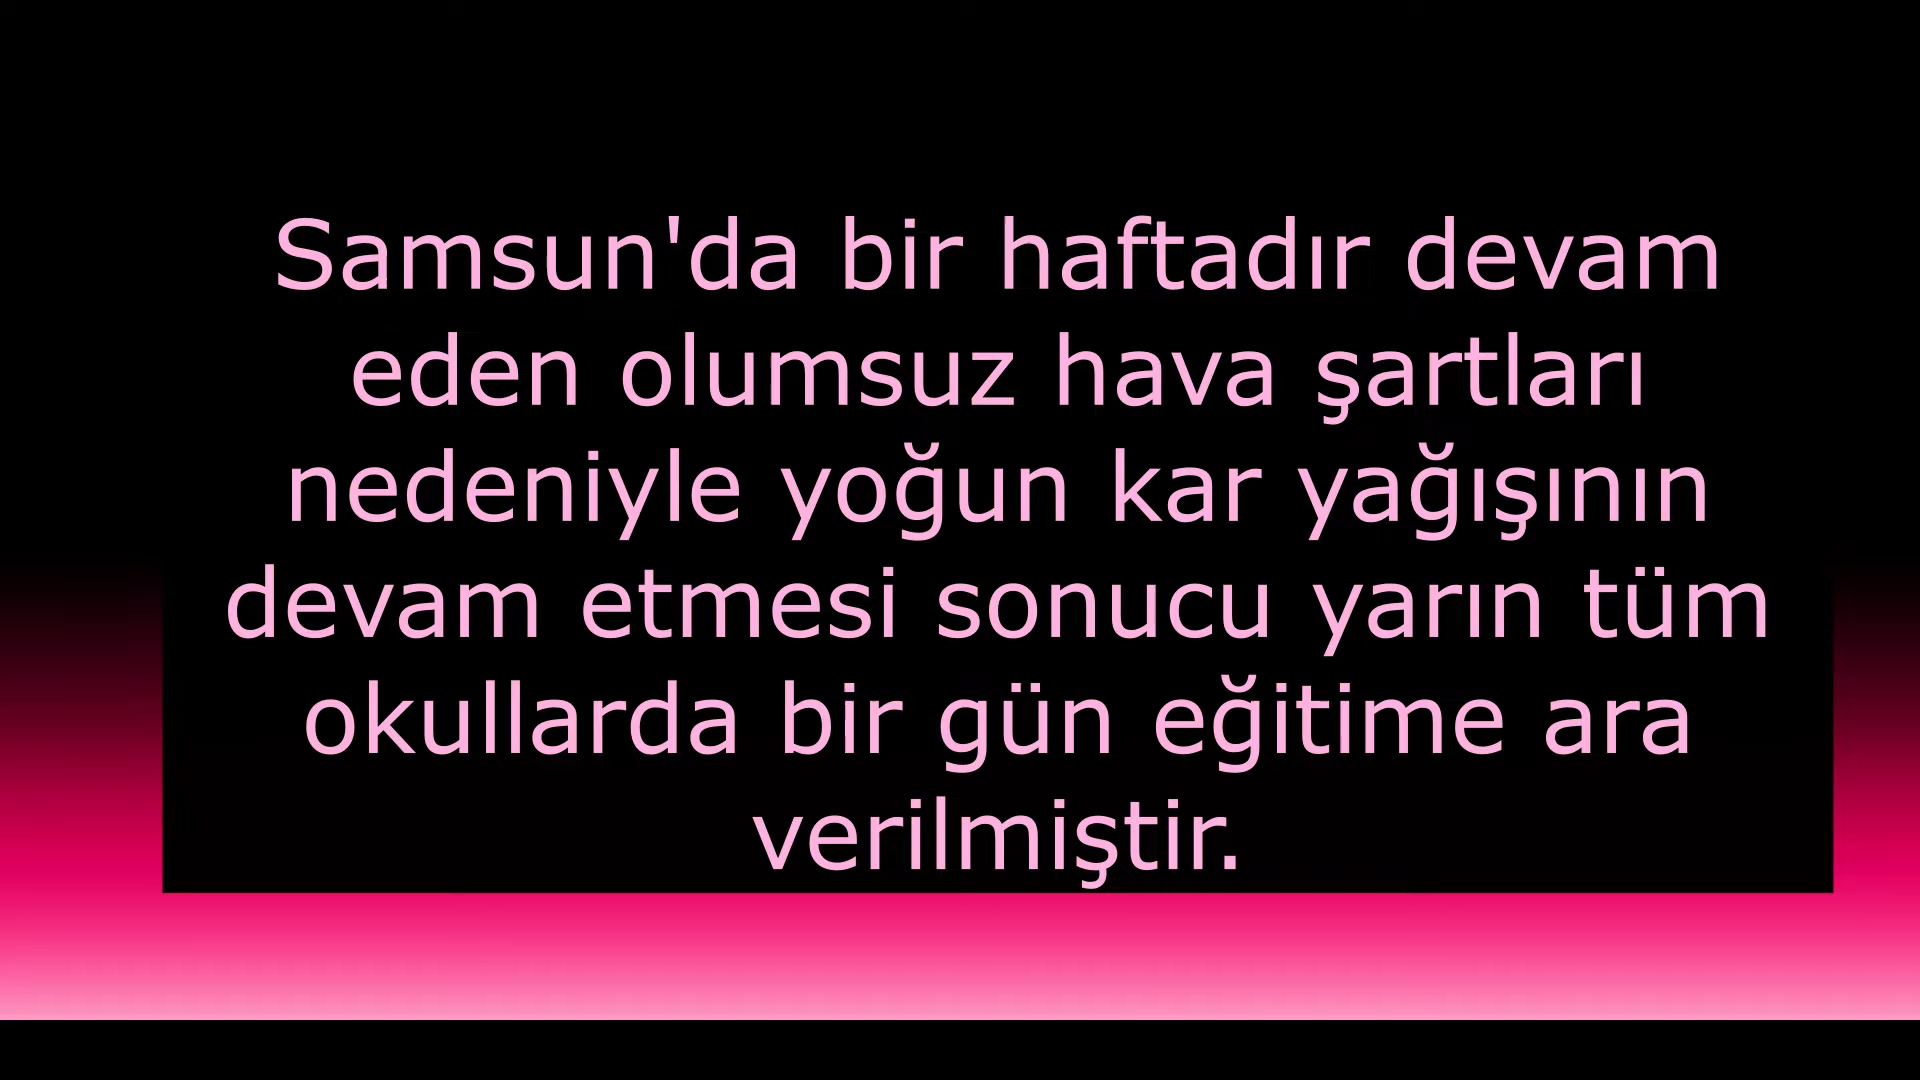 Samsun'da bir haftadır devam
eden olumsuz hava şartları
nedeniyle yoğun kar yağışının
devam etmesi sonucu yarın tüm
okullarda bir gün eğitime ara
verilmiştir.